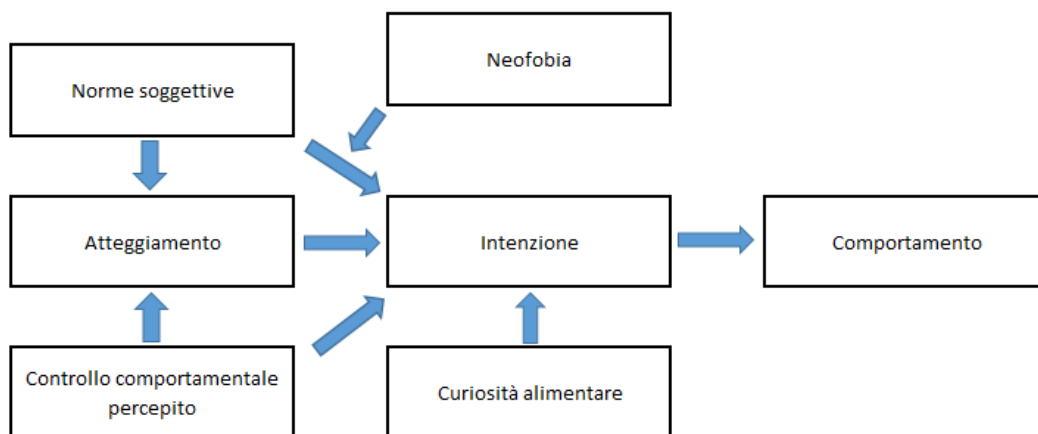 Neofobia
Norme soggettive
Atteggiamento
Intenzione
Comportamento
Controllo comportamentale
percepito
Curiosità alimentare